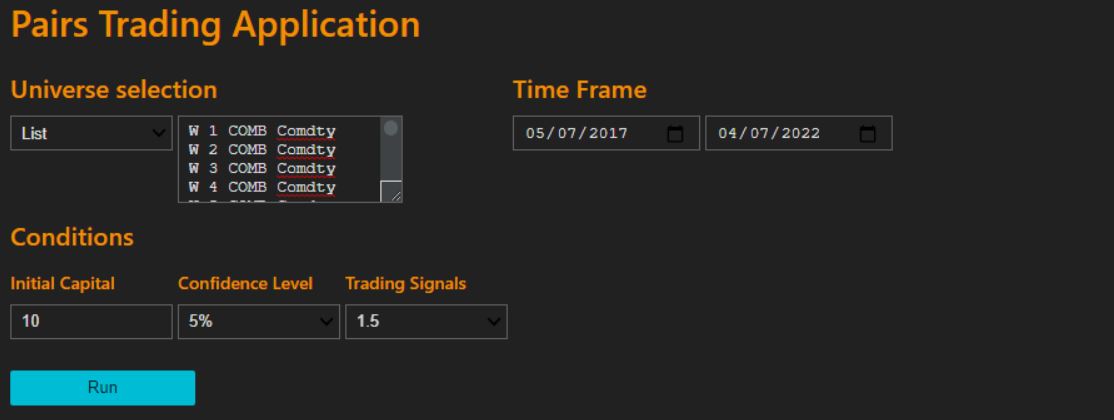 Pairs Trading Application
Universe selection
Time Frame
List
W 1 COMB Comdty
W 2 COMB Comdty
W 3 COMB Comdty
W 4 COMB Comdty
05/07/2017
04/07/2022
Conditions
Initial Capital
Confidence Level
Trading Signals
10
5%
1.5
Run